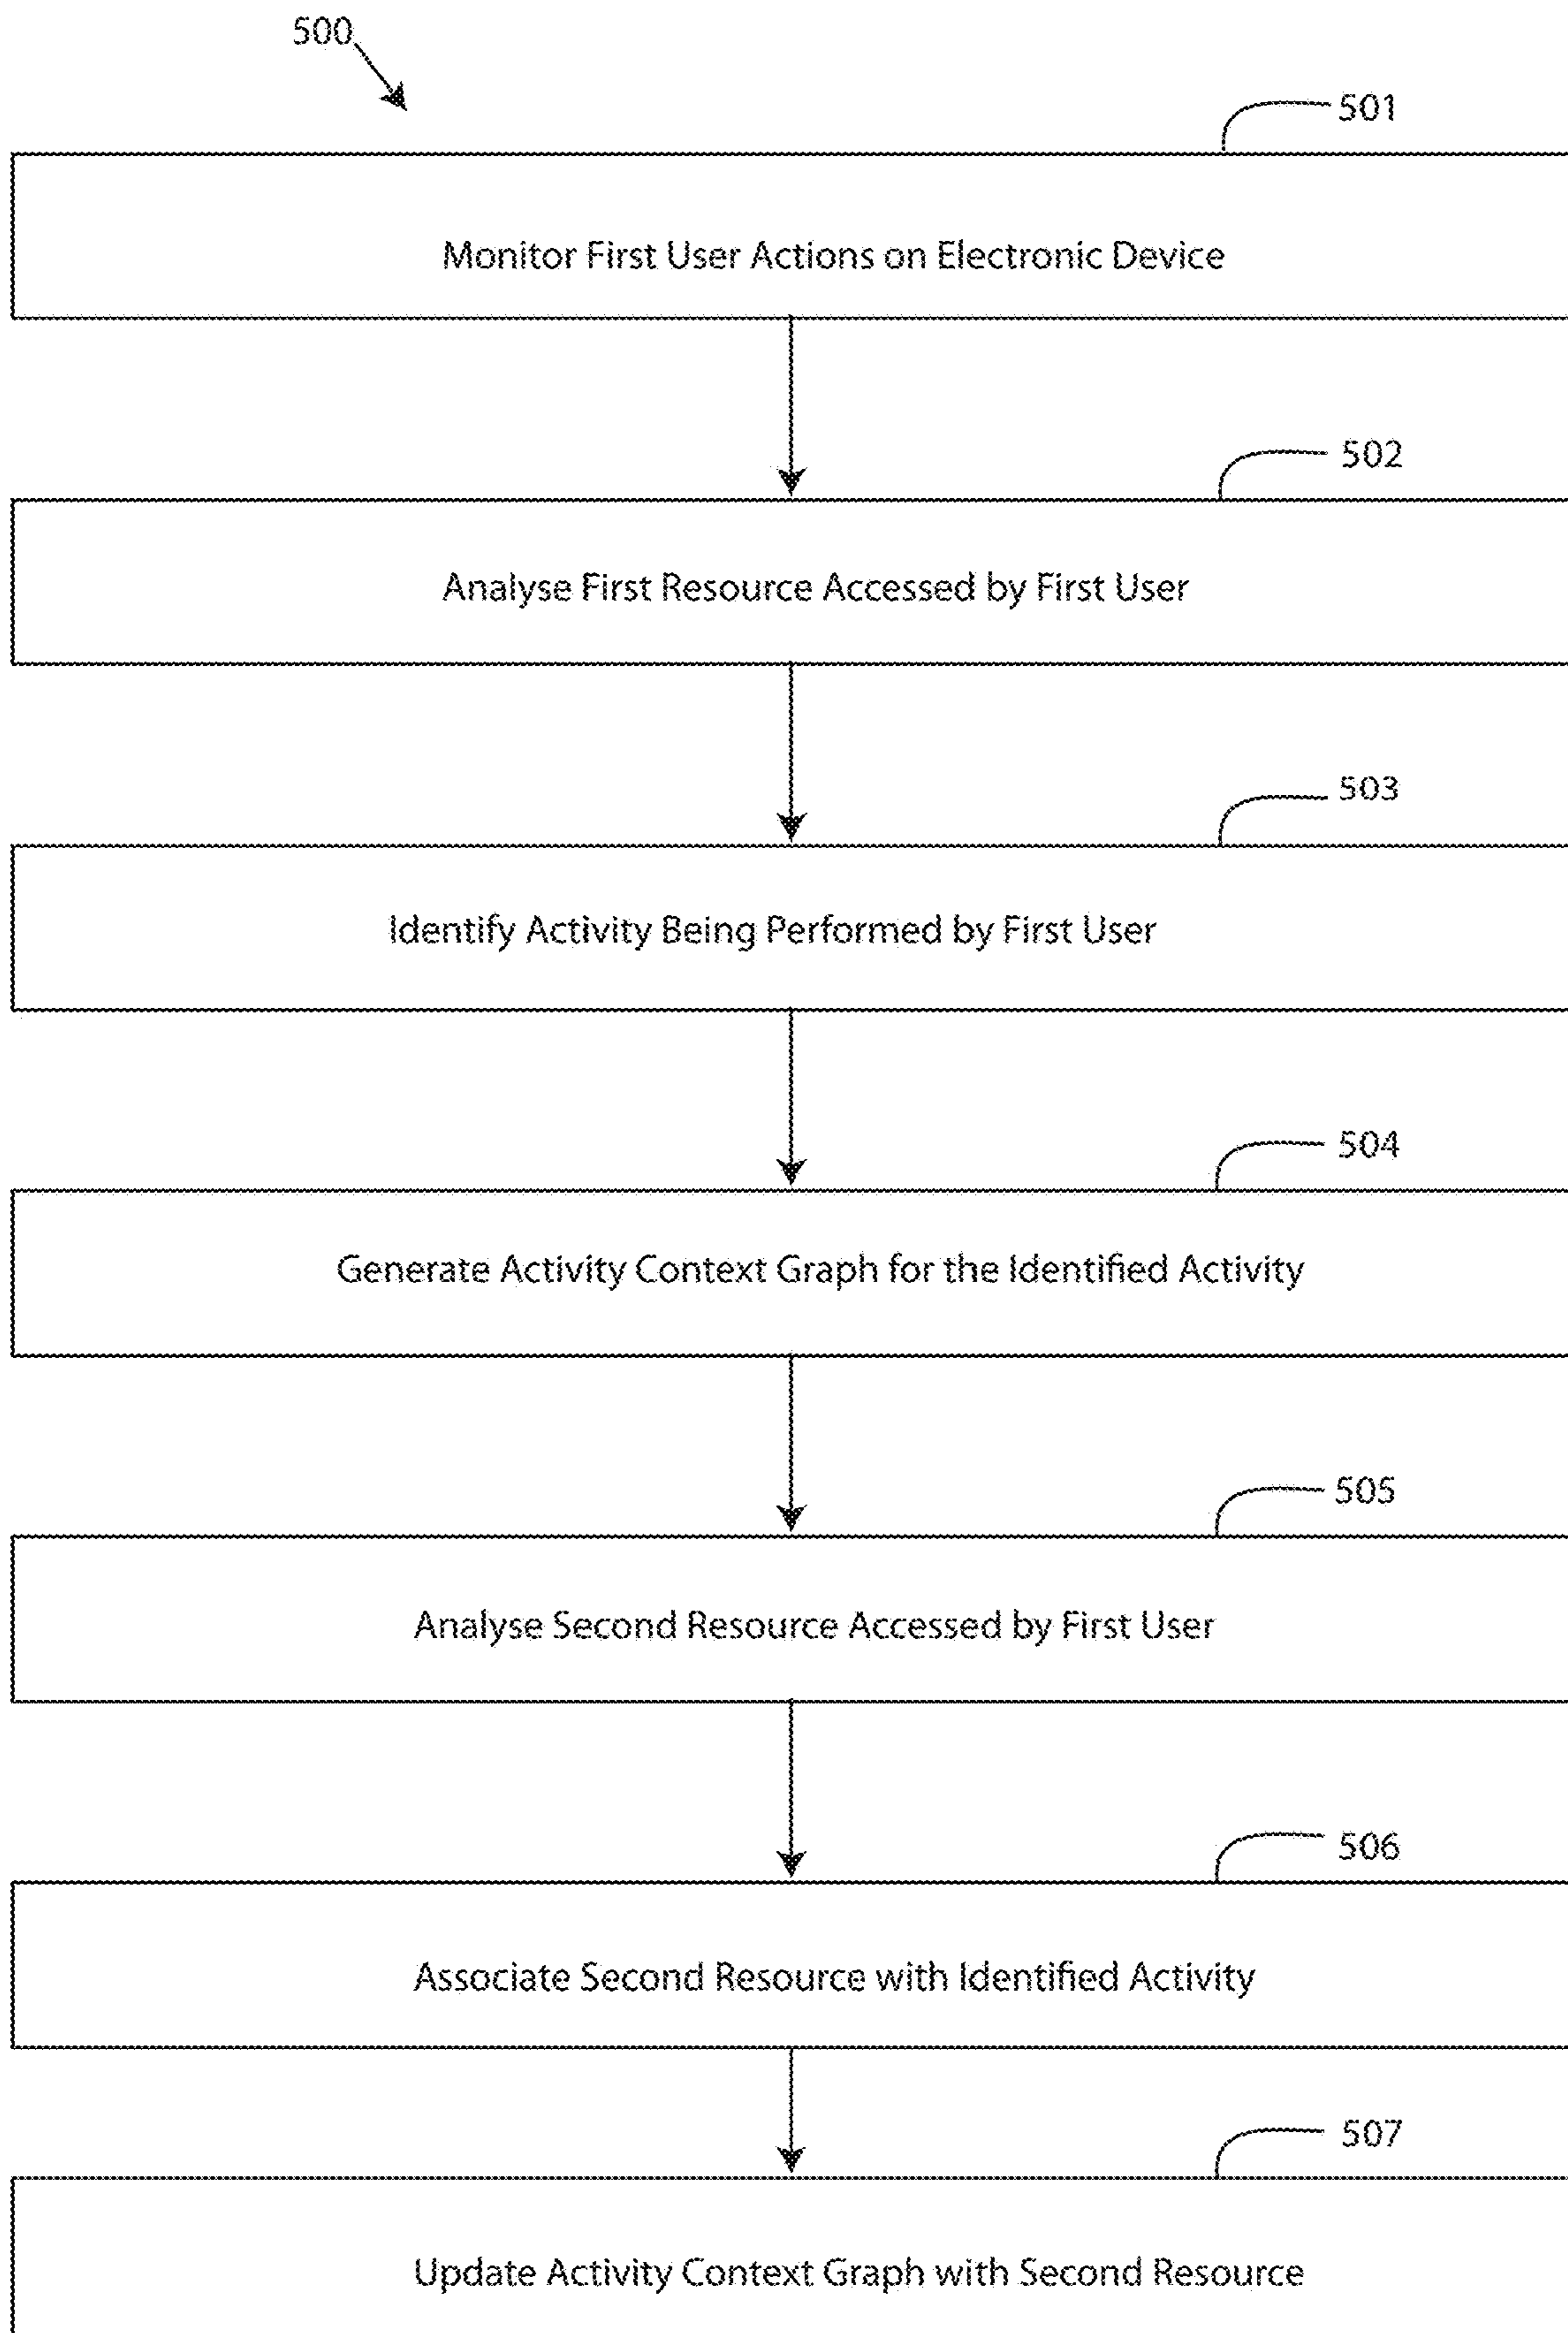 500
501
Monitor First User Actions on Electronic Device
502
Analyse First Resource Accessed by First User
503
Identify Activity Being Performed by First User
504
Generate Activity Context Graph for the Identified Activity
505
Analyse Second Resource Accessed by First User
506
Associate Second Resource with Identified Activity
507
Update Activity Context Graph with Second Resource